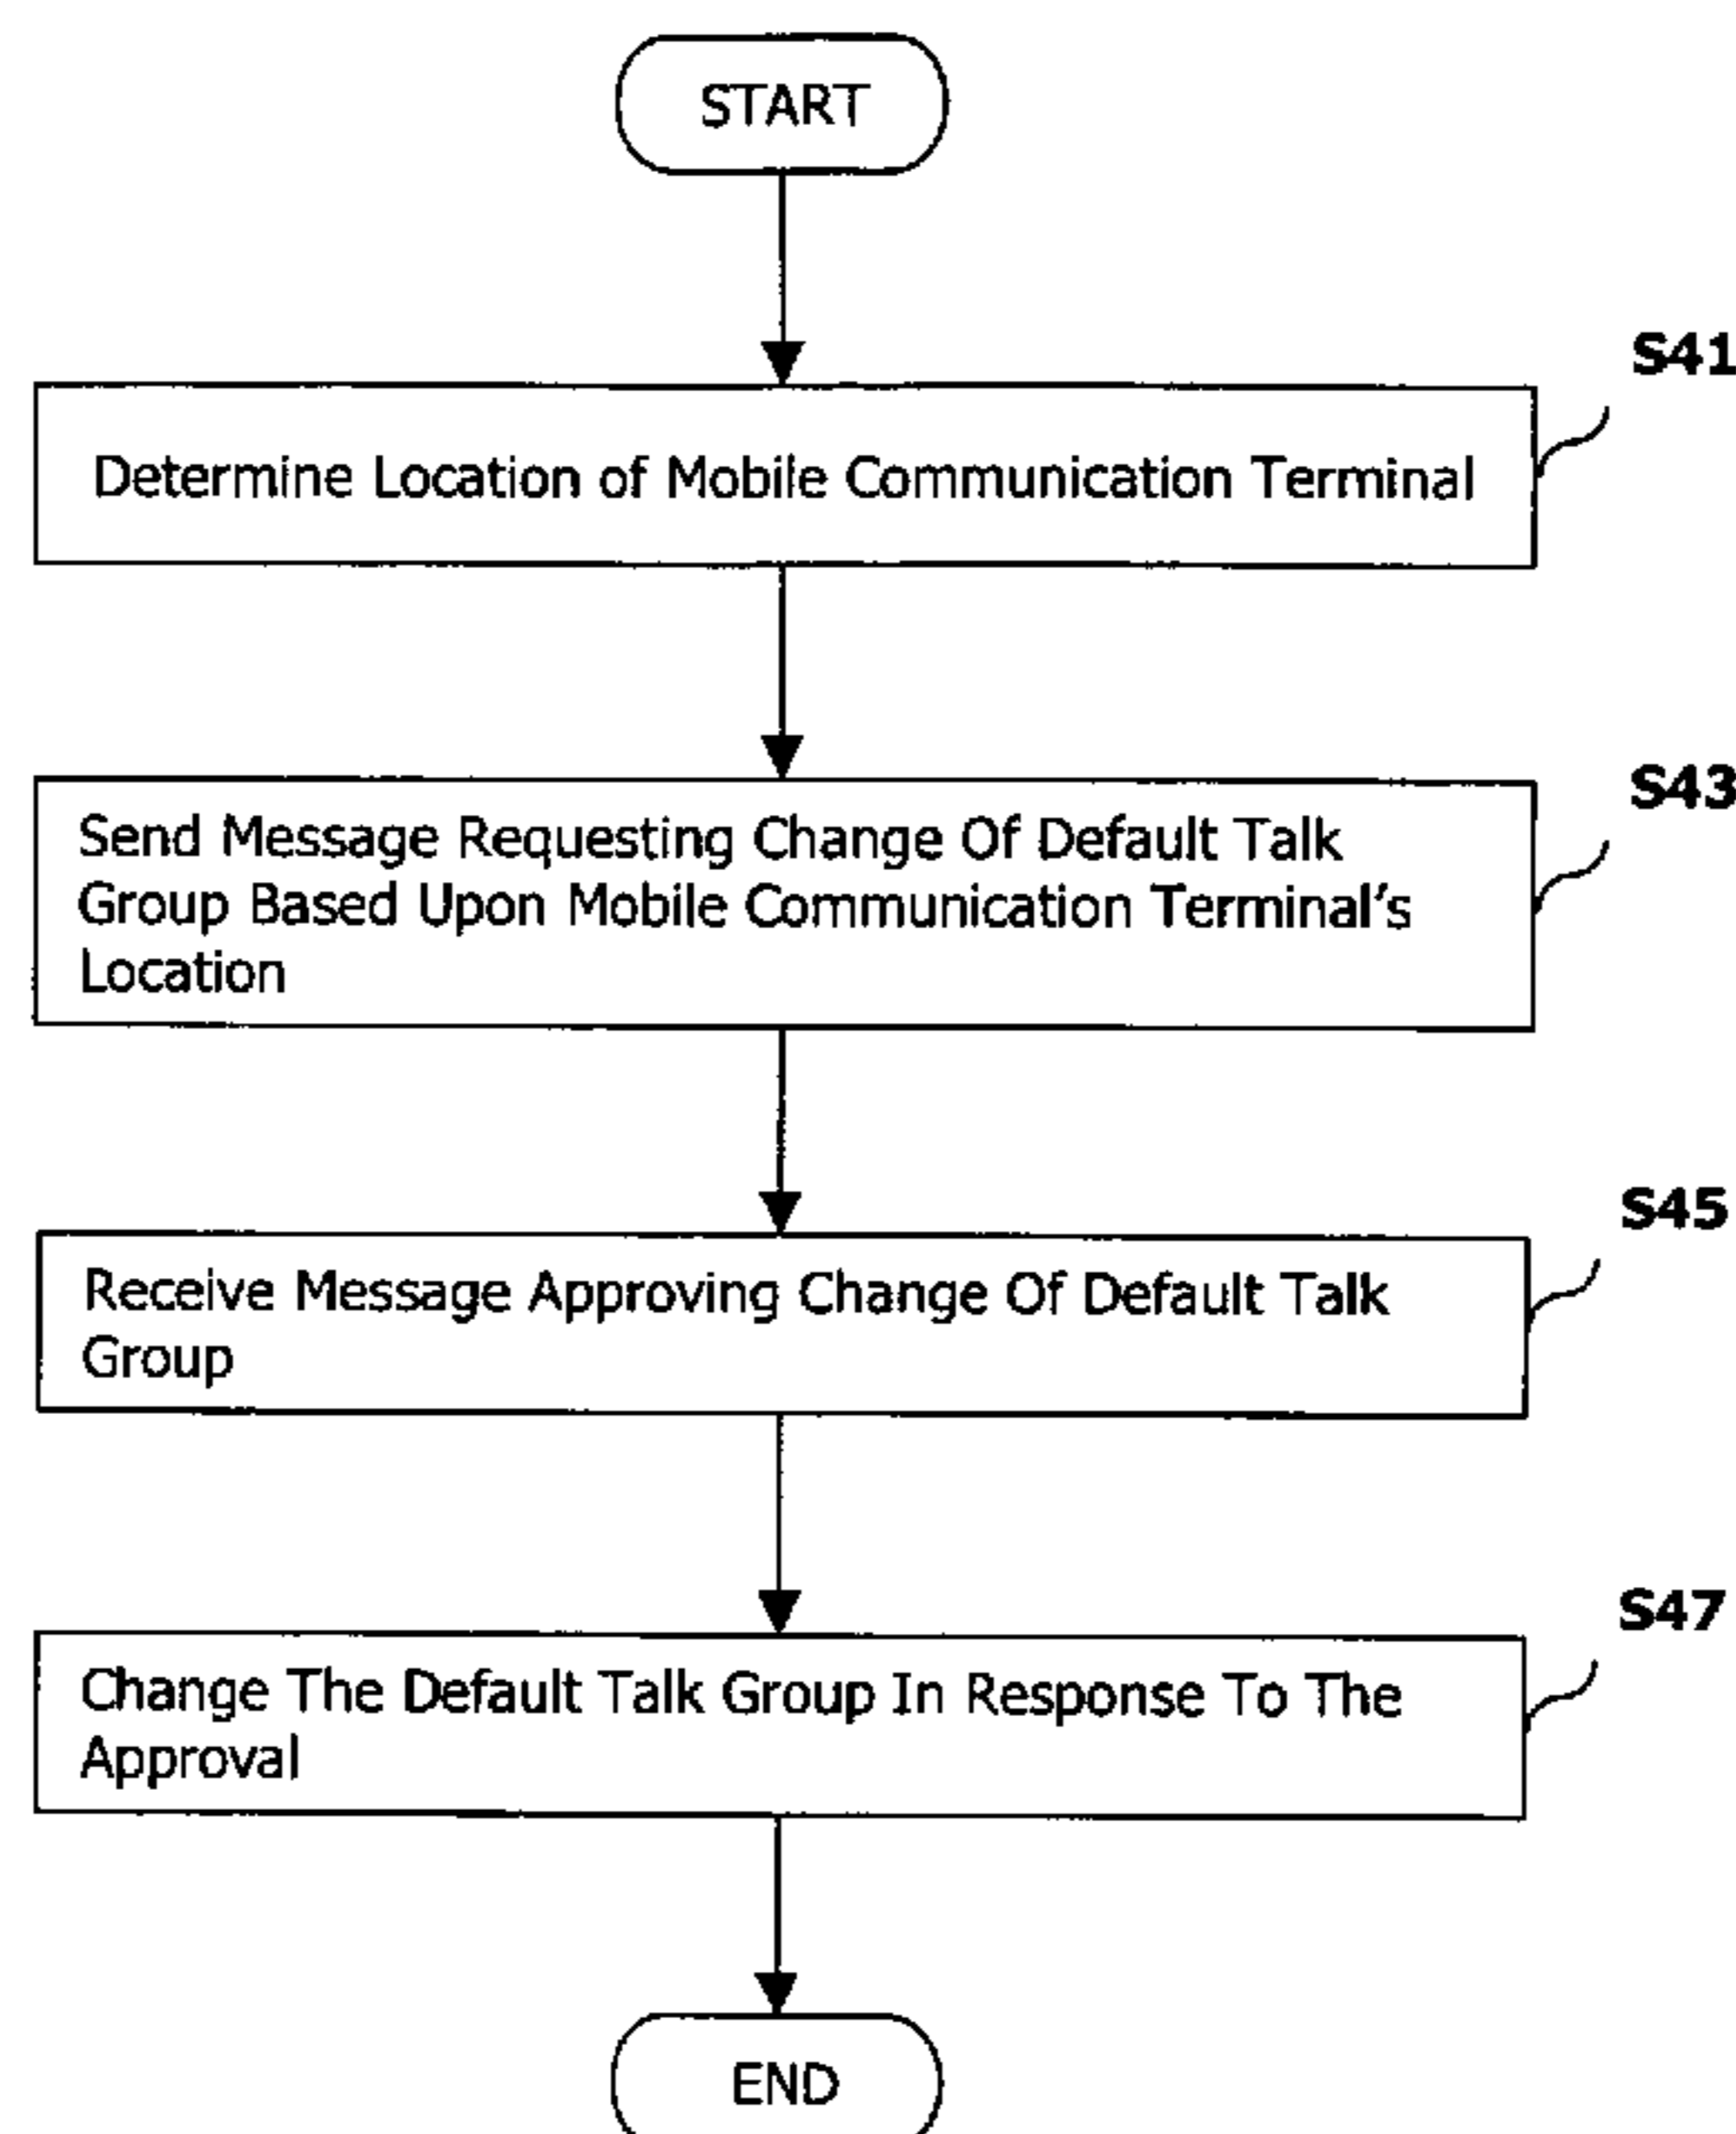 START
S41
Determine Location of Mobile Communication Terminal
S43
Send Message Requesting Change Of Default Talk
Group Based Upon Mobile Communication Terminal's
Location
S45
Receive Message Approving Change Of Default Talk
Group
S47
Change The Default Talk Group In Response To The
Approval
END